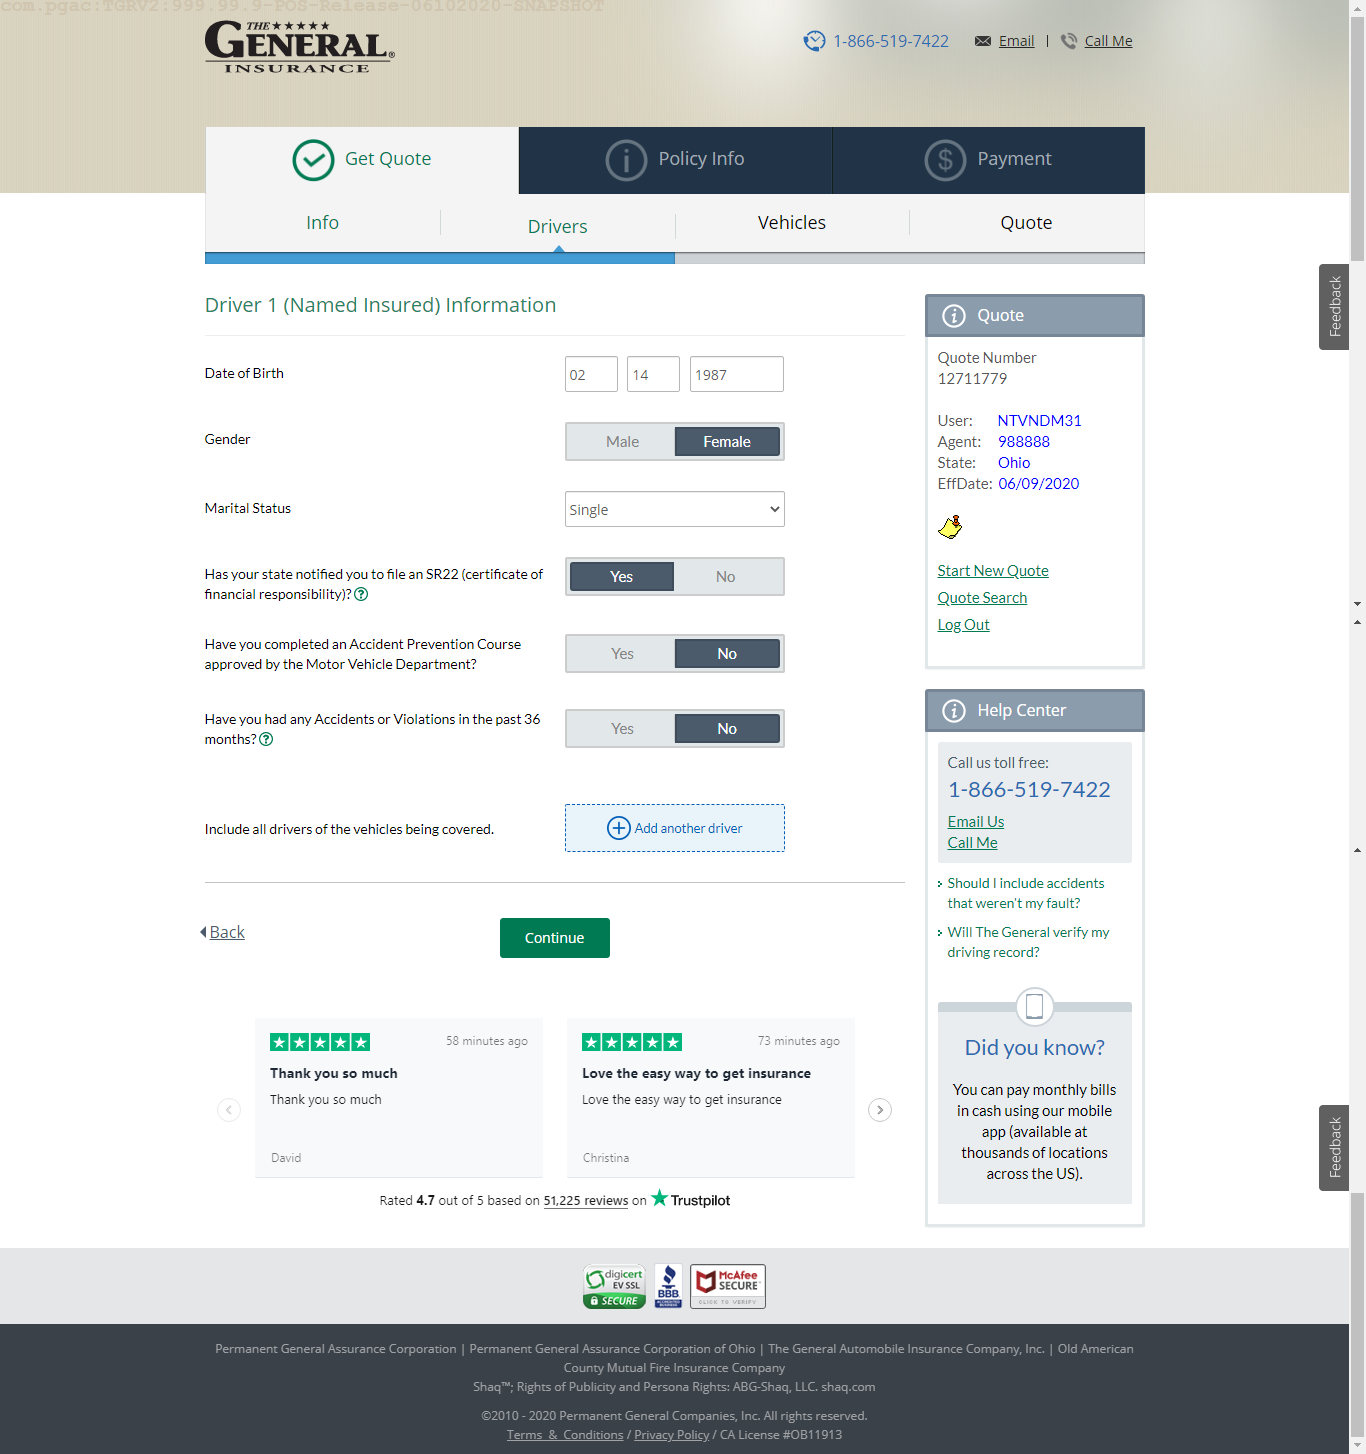 com.pgac:TGRV2:999.99.9-POS-Release-06102020-SNAPSHOT
THE
GENERAL®
INSURANCE
1-866-519-7422
Email | Call Me
Get Quote
Policy Info
Payment
Info
Drivers
Vehicles
Quote
Driver 1 (Named Insured) Information
Date of Birth
02
14
1987
Gender
Male
Female
Marital Status
Single
Has your state notified you to file an SR22 (certificate of
financial responsibility)?
Yes
No
Have you completed an Accident Prevention Course
approved by the Motor Vehicle Department?
Yes
No
Have you had any Accidents or Violations in the past 36
months?
Yes
No
Include all drivers of the vehicles being covered.
Add another driver
Back
Continue
58 minutes ago
Thank you so much
Thank you so much
David
73 minutes ago
Love the easy way to get insurance
Love the easy way to get insurance
Christina
Rated 4.7 out of 5 based on 51,225 reviews on Trustpilot
Quote
Quote Number
12711779
User: NTVNDM31
Agent: 988888
State: Ohio
EffDate: 06/09/2020
Start New Quote
Quote Search
Log Out
Help Center
Call us toll free:
1-866-519-7422
Email Us
Call Me
Should I include accidents
that weren't my fault?
Will The General verify my
driving record?
Did you know?
You can pay monthly bills
in cash using our mobile
app (available at
thousands of locations
across the US).
Feedback
Feedback
digicert
EV SSL
SECURE
BBB
ACCREDITED
BUSINESS
McAfee
SECURE
CLICK TO VERIFY
Permanent General Assurance Corporation | Permanent General Assurance Corporation of Ohio | The General Automobile Insurance Company, Inc. | Old American
County Mutual Fire Insurance Company
Shaq™; Rights of Publicity and Persona Rights: ABG-Shaq, LLC. shaq.com
©2010 - 2020 Permanent General Companies, Inc. All rights reserved.
Terms & Conditions / Privacy Policy / CA License #OB11913